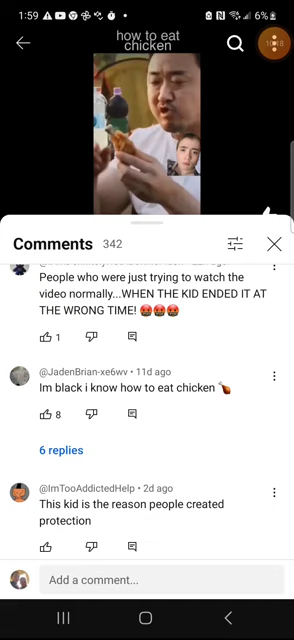 1:59
6%
how to eat
chicken
10:18
Comments 342
People who were just trying to watch the
video normally...WHEN THE KID ENDED IT AT
THE WRONG TIME! 🤬🤬🤬
1
@JadenBrian-xe6wv • 11d ago
Im black i know how to eat chicken 🍗
8
6 replies
@ImTooAddictedHelp • 2d ago
This kid is the reason people created
protection
Add a comment...